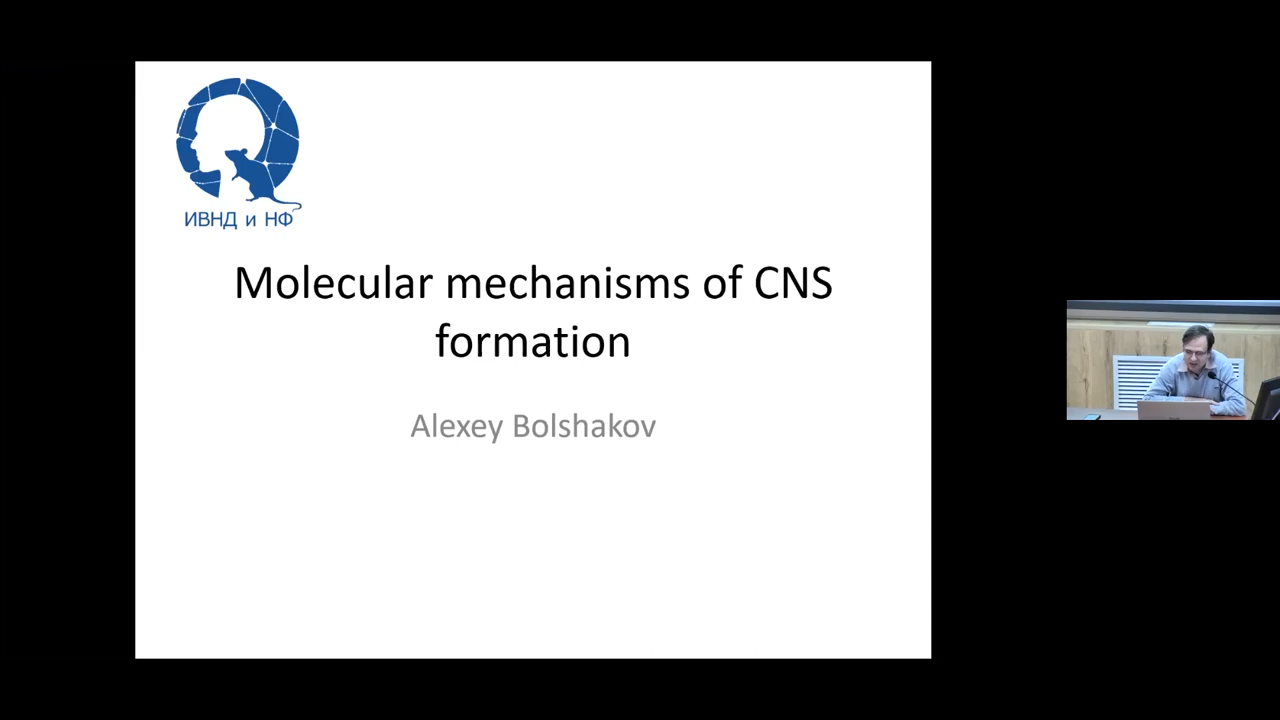 ИВНД и НФ
Molecular mechanisms of CNS
formation
Alexey Bolshakov